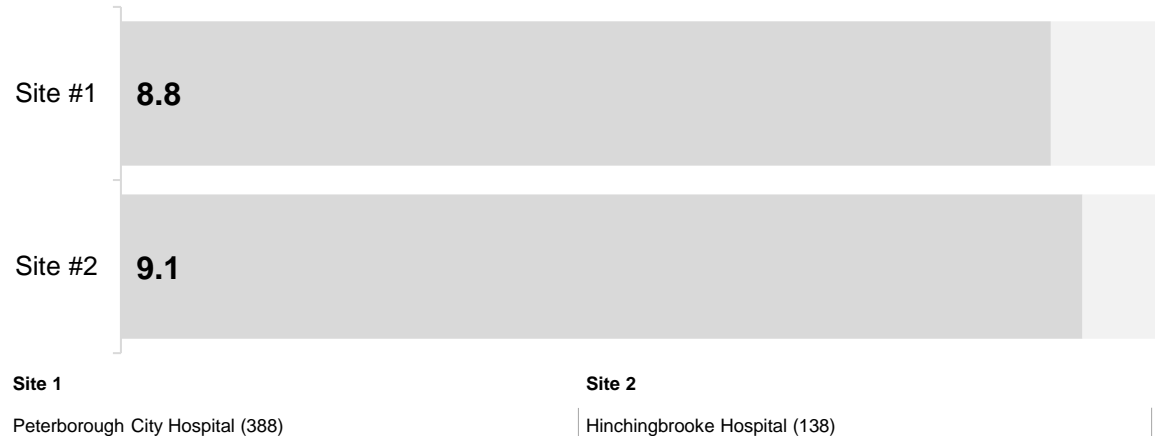 Site #1 8.8
Site #2 9.1
Site 1 Site 2
Peterborough City Hospital (388) Hinchingbrooke Hospital (138)